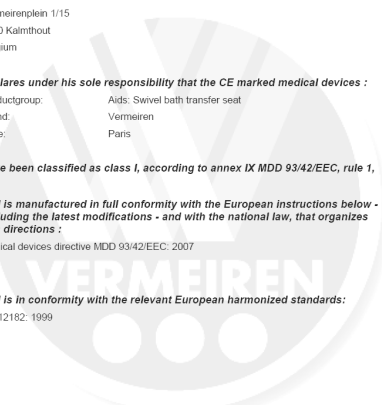 meirenplein 1/15
0 Kalmthout
gium
lares under his sole responsibility that the CE marked medical devices :
ductgroup: Aids: Swivel bath transfer seat
nd: Vermeiren
e: Paris
e been classified as class I, according to annex IX MDD 93/42/EEC, rule 1,
d is manufactured in full conformity with the European instructions below -
luding the latest modifications - and with the national law, that organizes
directions :
ical devices directive MDD 93/42/EEC: 2007
VERMEIREN
d is in conformity with the relevant European harmonized standards:
12182: 1999